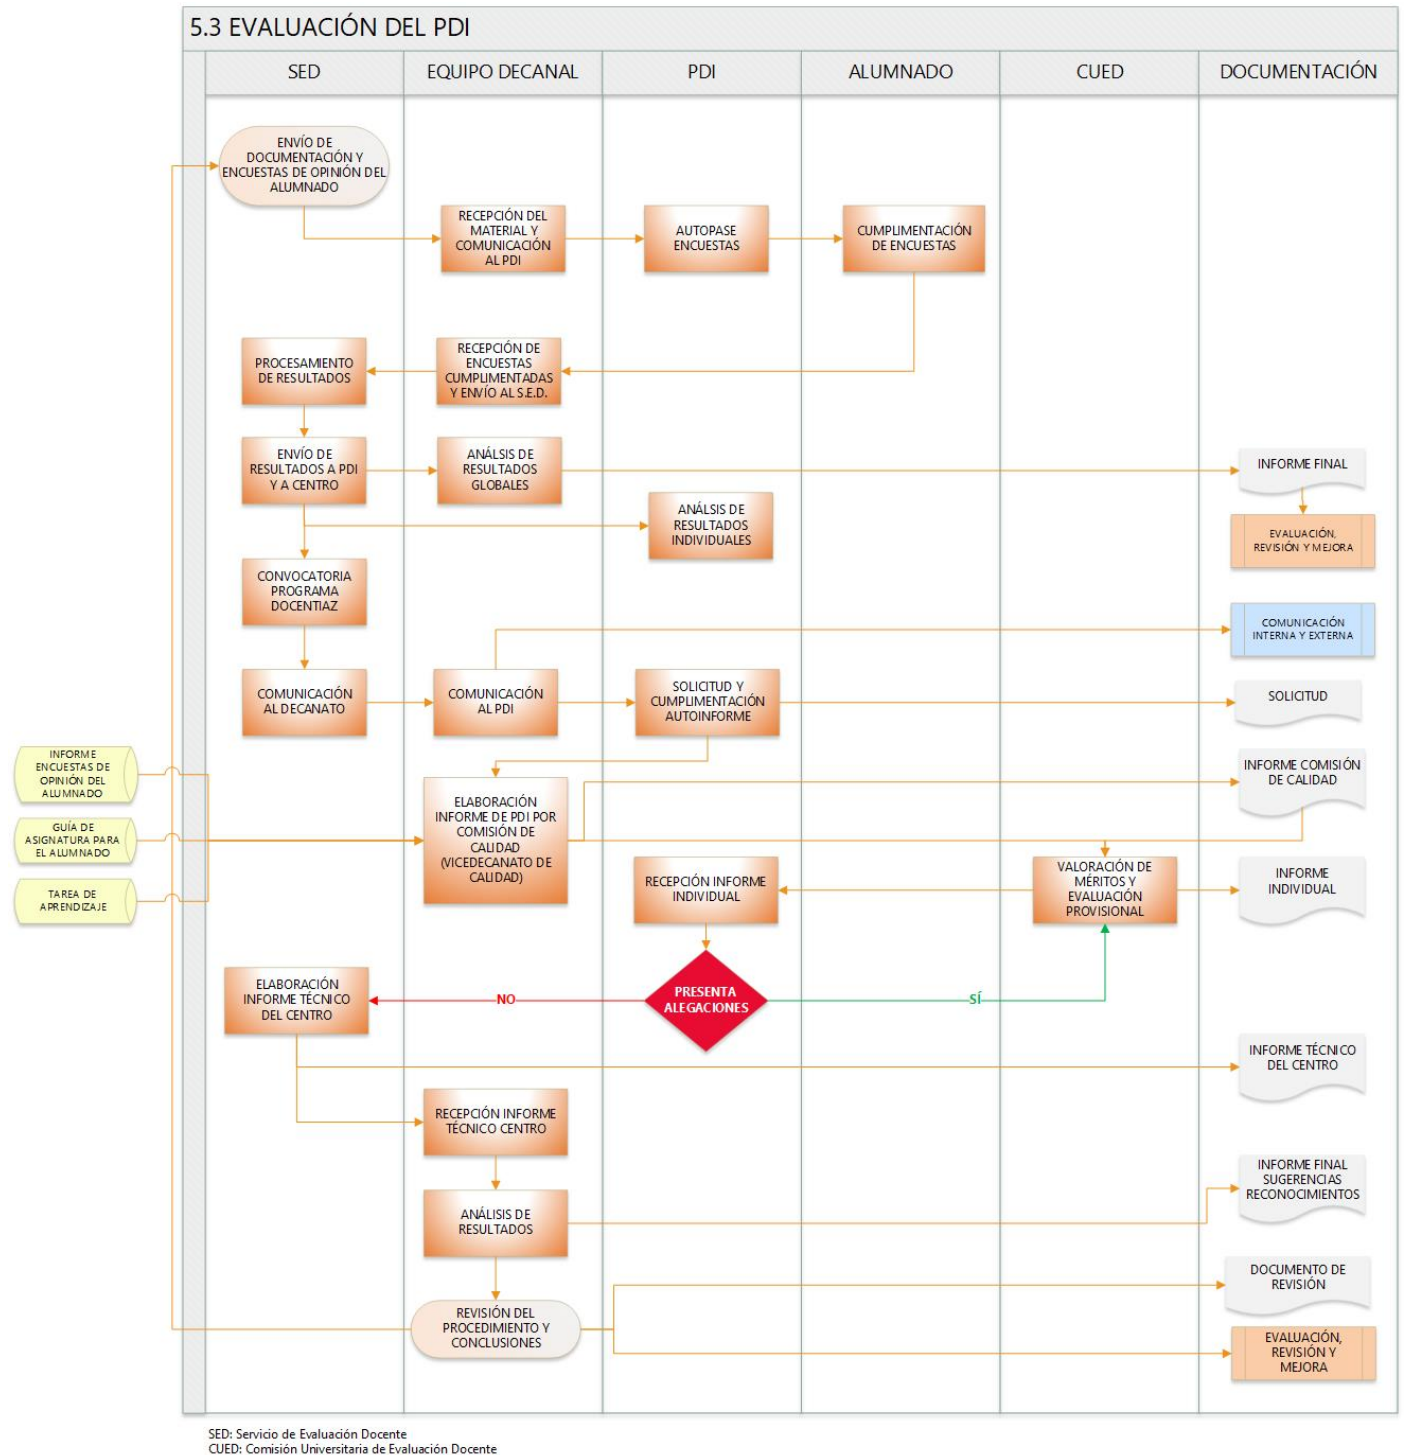 5.3 EVALUACIÓN DEL PDI
SED
EQUIPO DECANAL
PDI
ALUMNADO
CUED
DOCUMENTACIÓN
ENVÍO DE
DOCUMENTACIÓN Y
ENCUESTAS DE OPINIÓN DEL
ALUMNADO
RECEPCIÓN DEL
MATERIAL Y
COMUNICACIÓN
AL PDI
AUTOPASE
ENCUESTAS
CUMPLIMENTACIÓN
DE ENCUESTAS
PROCESAMIENTO
DE RESULTADOS
RECEPCIÓN DE
ENCUESTAS
CUMPLIMENTADAS
Y ENVÍO AL S.E.D.
ENVÍO DE
RESULTADOS A PDI
Y A CENTRO
ANÁLSIS DE
RESULTADOS
GLOBALES
INFORME FINAL
ANÁLSIS DE
RESULTADOS
INDIVIDUALES
EVALUACIÓN,
REVISIÓN Y MEJORA
CONVOCATORIA
PROGRAMA
DOCENTIAZ
COMUNICACIÓN
INTERNA Y EXTERNA
COMUNICACIÓN
AL DECANATO
COMUNICACIÓN
AL PDI
SOLICITUD Y
CUMPLIMENTACIÓN
AUTOINFORME
SOLICITUD
INFORME
ENCUESTAS DE
OPINIÓN DEL
ALUMNADO
GUÍA DE
ASIGNATURA PARA
EL ALUMNADO
TAREA DE
APRENDIZAJE
ELABORACIÓN
INFORME DE PDI POR
COMISIÓN DE
CALIDAD
(VICEDECANATO DE
CALIDAD)
INFORME COMISIÓN
DE CALIDAD
RECEPCIÓN INFORME
INDIVIDUAL
VALORACIÓN DE
MÉRITOS Y
EVALUACIÓN
PROVISIONAL
INFORME
INDIVIDUAL
ELABORACIÓN
INFORME TÉCNICO
DEL CENTRO
NO
PRESENTA
ALEGACIONES
SÍ
INFORME TÉCNICO
DEL CENTRO
RECEPCIÓN INFORME
TÉCNICO CENTRO
INFORME FINAL
SUGERENCIAS
RECONOCIMIENTOS
ANÁLISIS DE
RESULTADOS
DOCUMENTO DE
REVISIÓN
REVISIÓN DEL
PROCEDIMIENTO Y
CONCLUSIONES
EVALUACIÓN,
REVISIÓN Y
MEJORA
SED: Servicio de Evaluación Docente
CUED: Comisión Universitaria de Evaluación Docente